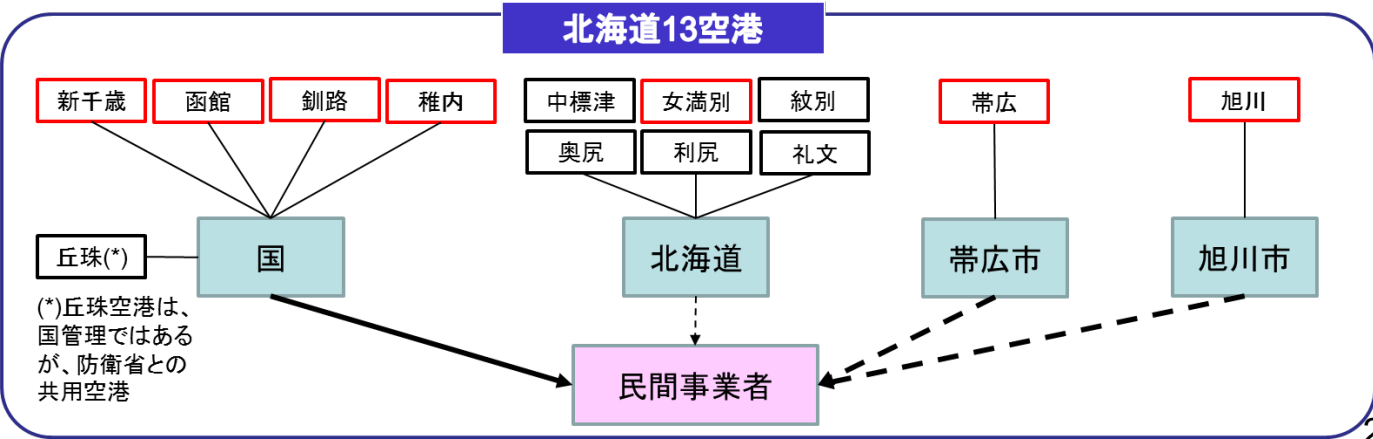 北海道13空港
新千歳
函館
釧路
稚内
中標津
女満別
紋別
帯広
旭川
奥尻
利尻
礼文
丘珠(*)
国
北海道
帯広市
旭川市
(*)丘珠空港は、
国管理ではある
が、防衛省との
共用空港
民間事業者
2